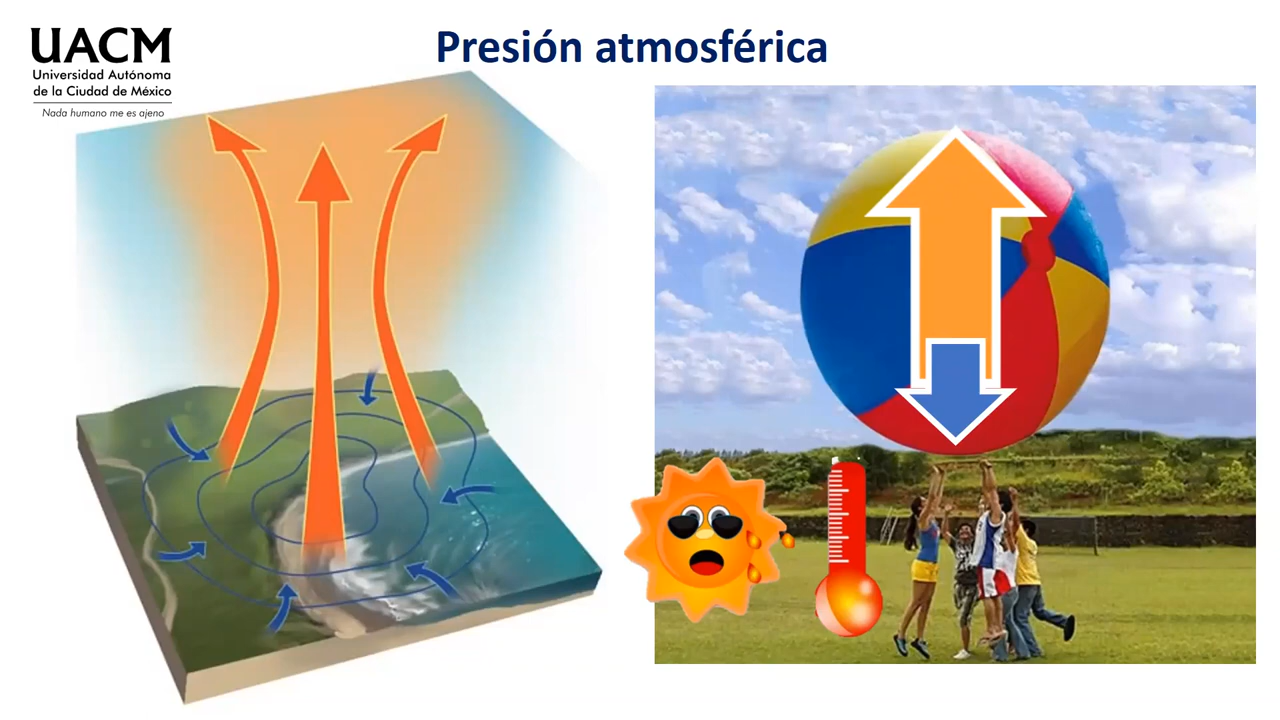 UACM
Universidad Autónoma
de la Ciudad de México
Nada humano me es ajeno
Presión atmosférica